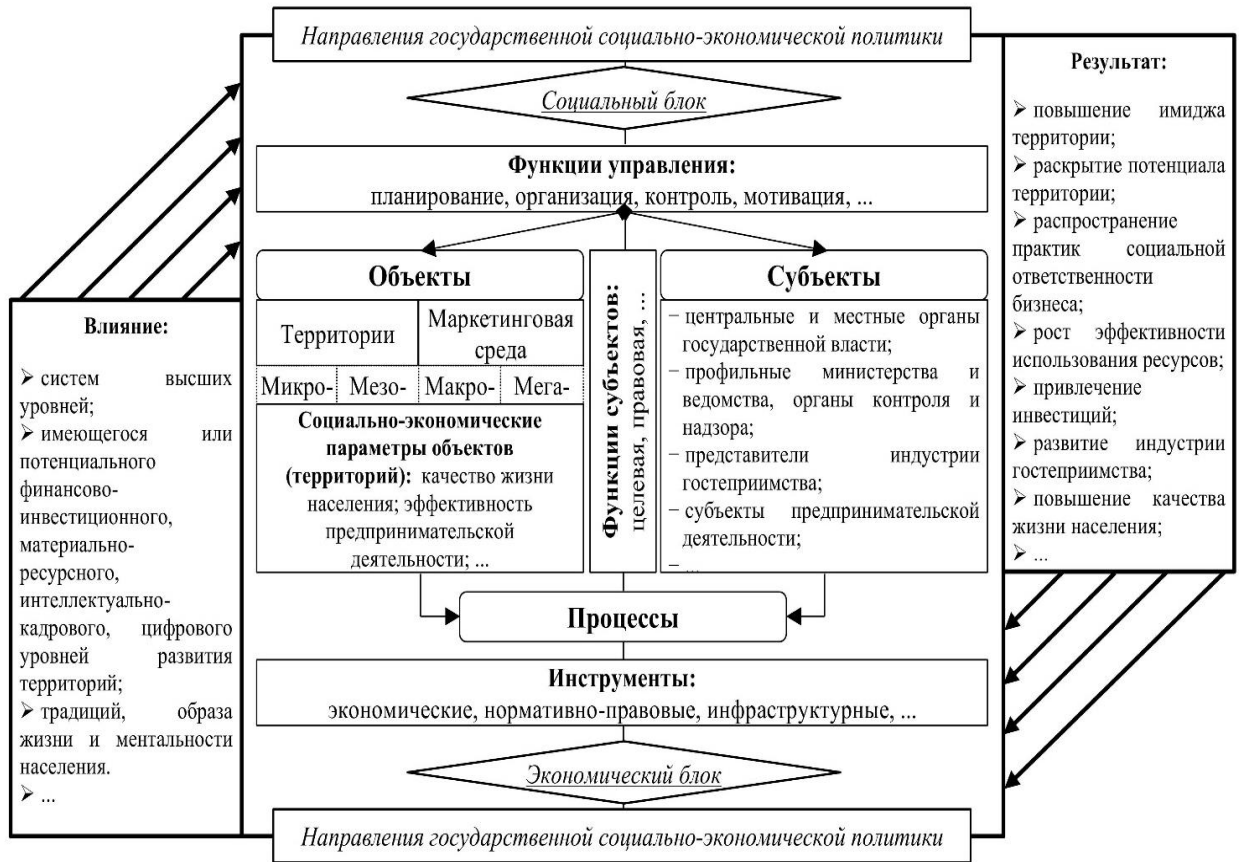 Направления государственной социально-экономической политики
Социальный блок
Функции управления:
планирование, организация, контроль, мотивация, ...
Влияние:
➢ систем высших
уровней;
➢ имеющегося или
потенциального
финансово-
инвестиционного,
материально-
ресурсного,
интеллектуально-
кадрового, цифрового
уровней развития
территорий;
➢ традиций, образа
жизни и ментальности
населения.
➢ ...
Объекты
Территории
Маркетинговая
среда
Микро-
Мезо-
Макро-
Мега-
Социально-экономические
параметры объектов
(территорий): качество жизни
населения; эффективность
предпринимательской
деятельности; ...
Функции субъектов:
целевая, правовая, ...
Субъекты
− центральные и местные органы
государственной власти;
− профильные министерства и
ведомства, органы контроля и
надзора;
− представители индустрии
гостеприимства;
− субъекты предпринимательской
деятельности;
− ...
Процессы
Инструменты:
экономические, нормативно-правовые, инфраструктурные, ...
Экономический блок
Направления государственной социально-экономической политики
Результат:
➢ повышение имиджа
территории;
➢ раскрытие потенциала
территории;
➢ распространение
практик социальной
ответственности
бизнеса;
➢ рост эффективности
использования ресурсов;
➢ привлечение
инвестиций;
➢ развитие индустрии
гостеприимства;
➢ повышение качества
жизни населения;
➢ ...